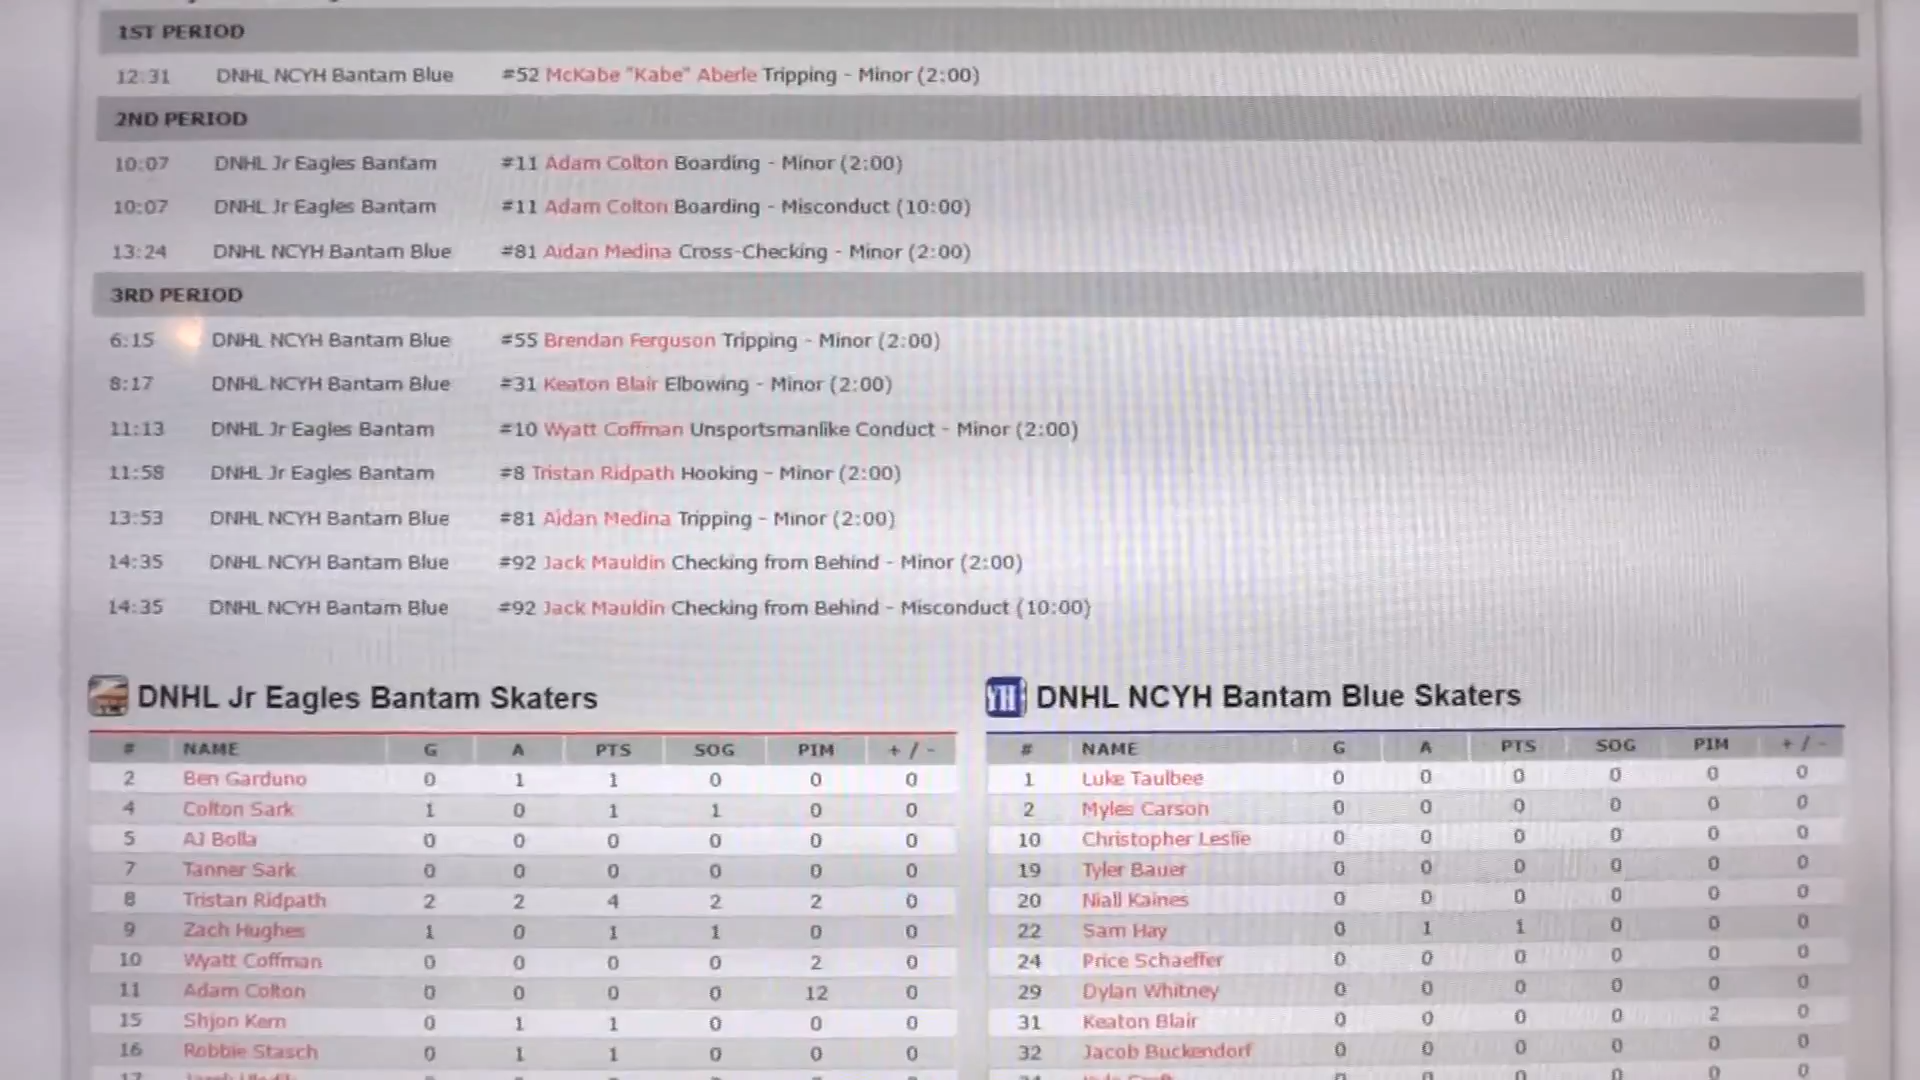 1ST PERIOD
12:31 DNHL NCYH Bantam Blue #52 McKabe "Kabe" Aberle Tripping - Minor (2:00)
2ND PERIOD
10:07 DNHL Jr Eagles Bantam #11 Adam Colton Boarding - Minor (2:00)
10:07 DNHL Jr Eagles Bantam #11 Adam Colton Boarding - Misconduct (10:00)
13:24 DNHL NCYH Bantam Blue #81 Aidan Medina Cross-Checking - Minor (2:00)
3RD PERIOD
6:15 DNHL NCYH Bantam Blue #55 Brendan Ferguson Tripping - Minor (2:00)
8:17 DNHL NCYH Bantam Blue #31 Keaton Blair Elbowing - Minor (2:00)
11:13 DNHL Jr Eagles Bantam #10 Wyatt Coffman Unsportsmanlike Conduct - Minor (2:00)
11:58 DNHL Jr Eagles Bantam #8 Tristan Ridpath Hooking - Minor (2:00)
13:53 DNHL NCYH Bantam Blue #81 Aidan Medina Tripping - Minor (2:00)
14:35 DNHL NCYH Bantam Blue #92 Jack Mauldin Checking from Behind - Minor (2:00)
14:35 DNHL NCYH Bantam Blue #92 Jack Mauldin Checking from Behind - Misconduct (10:00)
DNHL Jr Eagles Bantam Skaters
# NAME G A PTS SOG PIM + / -
2 Ben Garduno 0 1 1 0 0 0
4 Colton Sark 1 0 1 1 0 0
5 AJ Bolla 0 0 0 0 0 0
7 Tanner Sark 0 0 0 0 0 0
8 Tristan Ridpath 2 2 4 2 2 0
9 Zach Hughes 1 0 1 1 0 0
10 Wyatt Coffman 0 0 0 0 2 0
11 Adam Colton 0 0 0 0 12 0
15 Shjon Kern 0 1 1 0 0 0
16 Robbie Stasch 0 1 1 0 0 0
17
YH DNHL NCYH Bantam Blue Skaters
# NAME G A PTS SOG PIM + / -
1 Luke Taulbee 0 0 0 0 0 0
2 Myles Carson 0 0 0 0 0 0
10 Christopher Leslie 0 0 0 0 0 0
19 Tyler Bauer 0 0 0 0 0 0
20 Niall Kaines 0 0 0 0 0 0
22 Sam Hay 0 1 1 0 0 0
24 Price Schaeffer 0 0 0 0 0 0
29 Dylan Whitney 0 0 0 0 0 0
31 Keaton Blair 0 0 0 0 2 0
32 Jacob Buckendorf 0 0 0 0 0 0
0 0 0 0 0 0